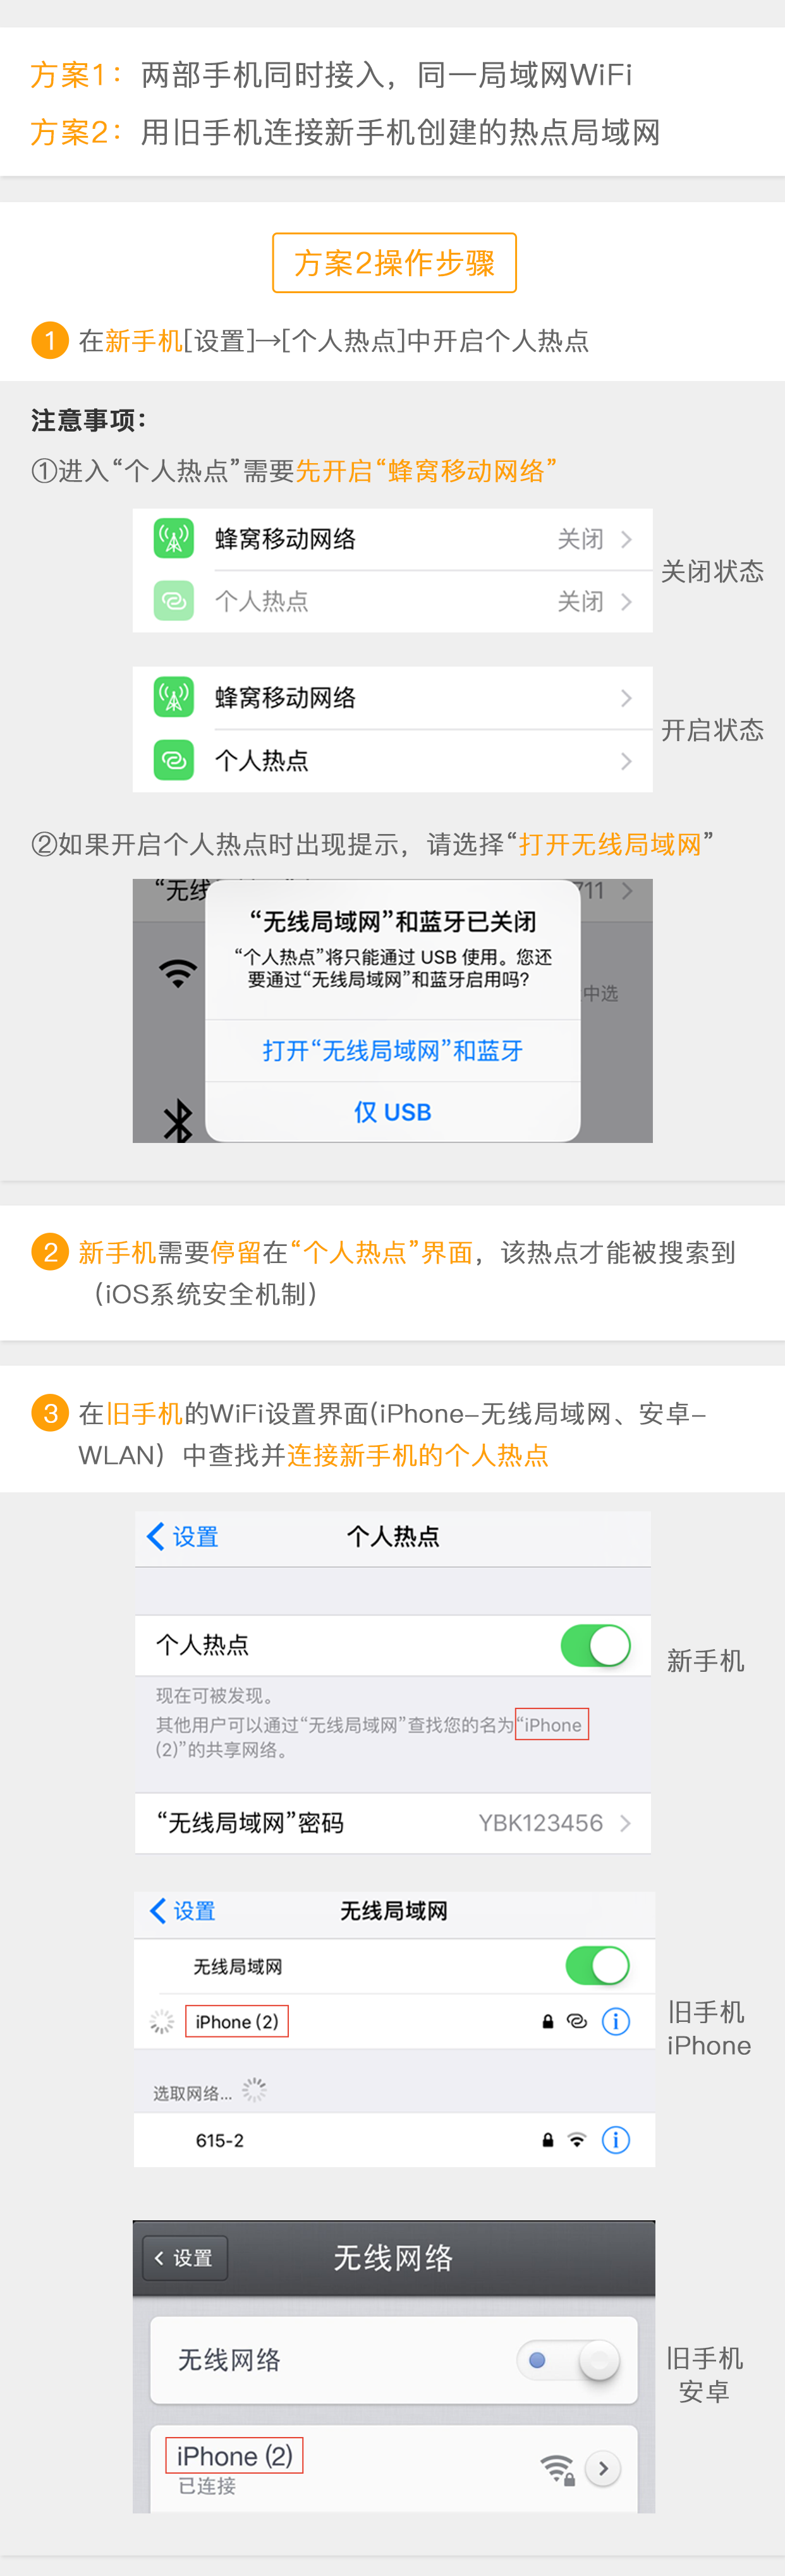 方案1：两部手机同时接入，同一局域网WiFi
方案2：用旧手机连接新手机创建的热点局域网
方案2操作步骤
1 在新手机[设置]→[个人热点]中开启个人热点
注意事项：
①进入“个人热点”需要先开启“蜂窝移动网络”
蜂窝移动网络 关闭
个人热点 关闭
关闭状态
蜂窝移动网络
个人热点
开启状态
②如果开启个人热点时出现提示，请选择“打开无线局域网”
“无线 711
“无线局域网”和蓝牙已关闭
“个人热点”将只能通过 USB 使用。您还
要通过“无线局域网”和蓝牙启用吗?
中选
打开“无线局域网”和蓝牙
仅 USB
2 新手机需要停留在“个人热点”界面，该热点才能被搜索到
（iOS系统安全机制）
3 在旧手机的WiFi设置界面(iPhone–无线局域网、安卓–
WLAN）中查找并连接新手机的个人热点
设置 个人热点
个人热点
现在可被发现。
其他用户可以通过“无线局域网”查找您的名为“iPhone
(2)”的共享网络。
“无线局域网”密码 YBK123456
新手机
设置 无线局域网
无线局域网
iPhone (2)
选取网络...
615-2
旧手机
iPhone
设置 无线网络
无线网络
iPhone (2)
已连接
旧手机
安卓